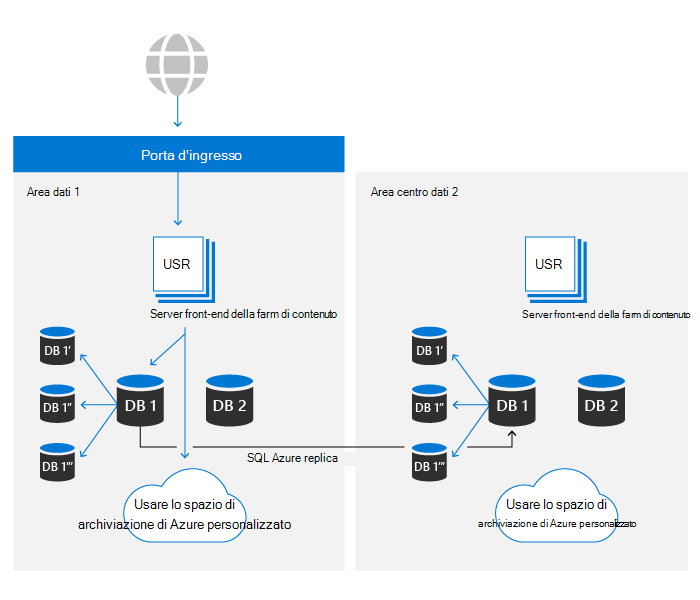 Porta d'ingresso
Area dati 1
USR
Server front-end della farm di contenuto
DB 1'
DB 1''
DB 1'''
DB 1
DB 2
Usare lo spazio di
archiviazione di Azure personalizzato
SQL Azure replica
Area centro dati 2
USR
Server front-end della farm di contenuto
DB 1'
DB 1''
DB 1'''
DB 1
DB 2
Usare lo spazio di
archiviazione di Azure personalizzato